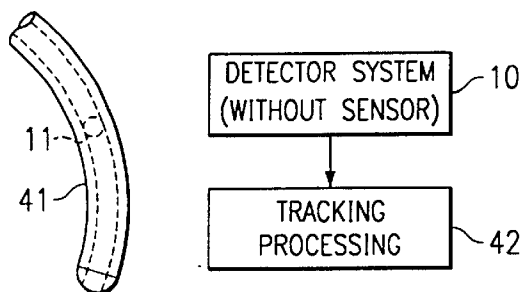 DETECTOR SYSTEM
(WITHOUT SENSOR)
10
11
41
TRACKING
PROCESSING
42